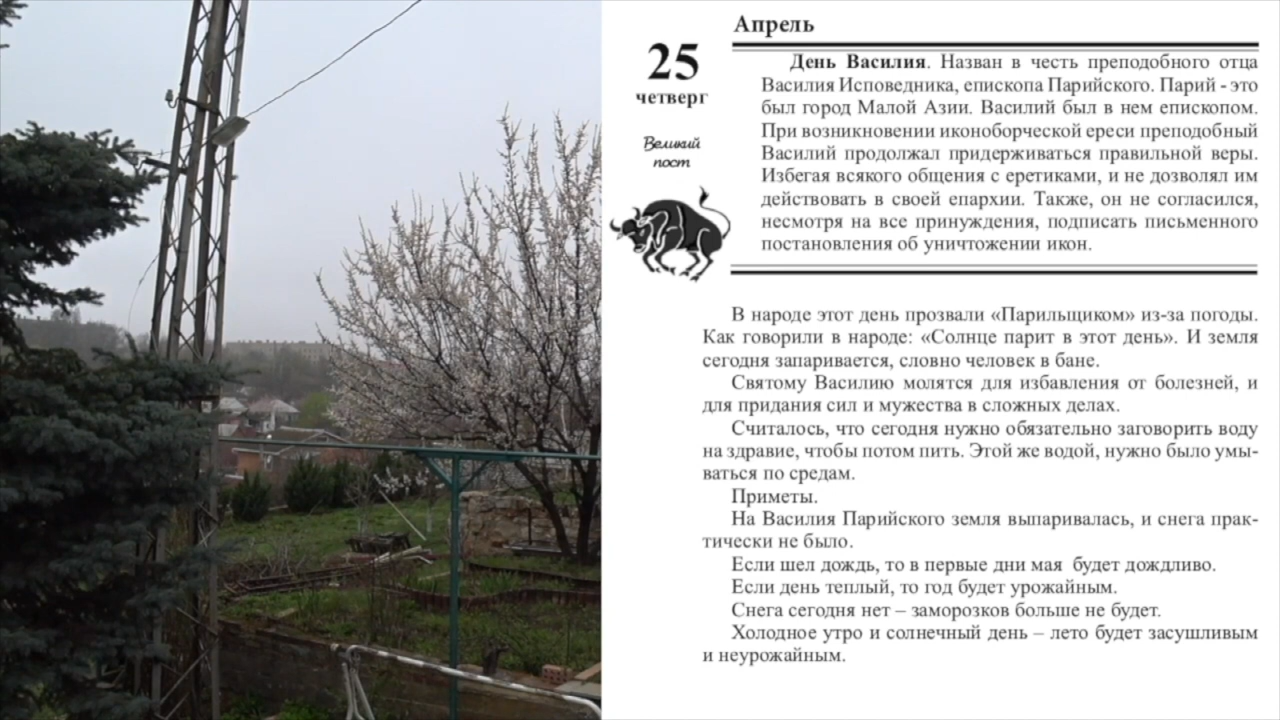 Апрель
25
четверг
Великий
пост
День Василия. Назван в честь преподобного отца
Василия Исповедника, епископа Парийского. Парий - это
был город Малой Азии. Василий был в нем епископом.
При возникновении иконоборческой ереси преподобный
Василий продолжал придерживаться правильной веры.
Избегая всякого общения с еретиками, и не дозволял им
действовать в своей епархии. Также, он не согласился,
несмотря на все принуждения, подписать письменного
постановления об уничтожении икон.
В народе этот день прозвали «Парильщиком» из-за погоды.
Как говорили в народе: «Солнце парит в этот день». И земля
сегодня запаривается, словно человек в бане.
Святому Василию молятся для избавления от болезней, и
для придания сил и мужества в сложных делах.
Считалось, что сегодня нужно обязательно заговорить воду
на здравие, чтобы потом пить. Этой же водой, нужно было умы-
ваться по средам.
Приметы.
На Василия Парийского земля выпаривалась, и снега прак-
тически не было.
Если шел дождь, то в первые дни мая  будет дождливо.
Если день теплый, то год будет урожайным.
Снега сегодня нет – заморозков больше не будет.
Холодное утро и солнечный день – лето будет засушливым
и неурожайным.